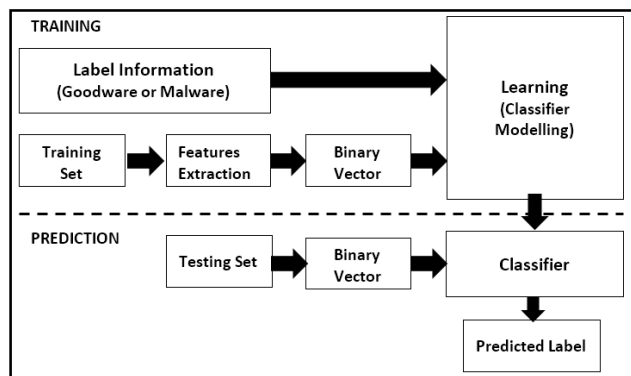 TRAINING
Label Information
(Goodware or Malware)
Learning
(Classifier
Modelling)
Training
Set
Features
Extraction
Binary
Vector
PREDICTION
Testing Set
Binary
Vector
Classifier
Predicted Label